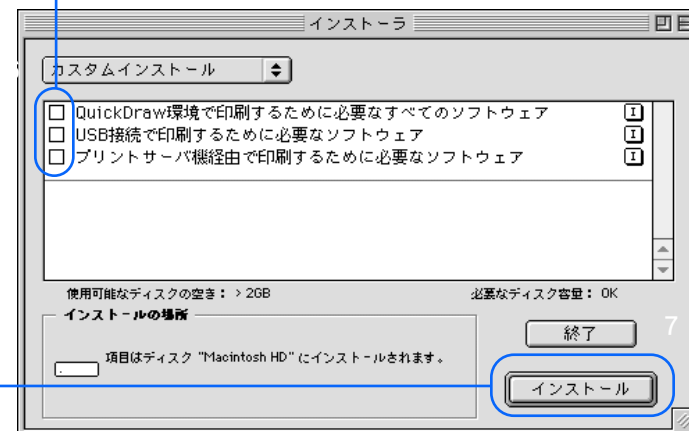 インストーラ
カスタムインストール
QuickDraw環境で印刷するために必要なすべてのソフトウェア
USB接続で印刷するために必要なソフトウェア
プリントサーバ機経由で印刷するために必要なソフトウェア
使用可能なディスクの空き： > 2GB
必要なディスク容量： OK
インストールの場所
項目はディスク "Macintosh HD" にインストールされます。
終了
7
インストール